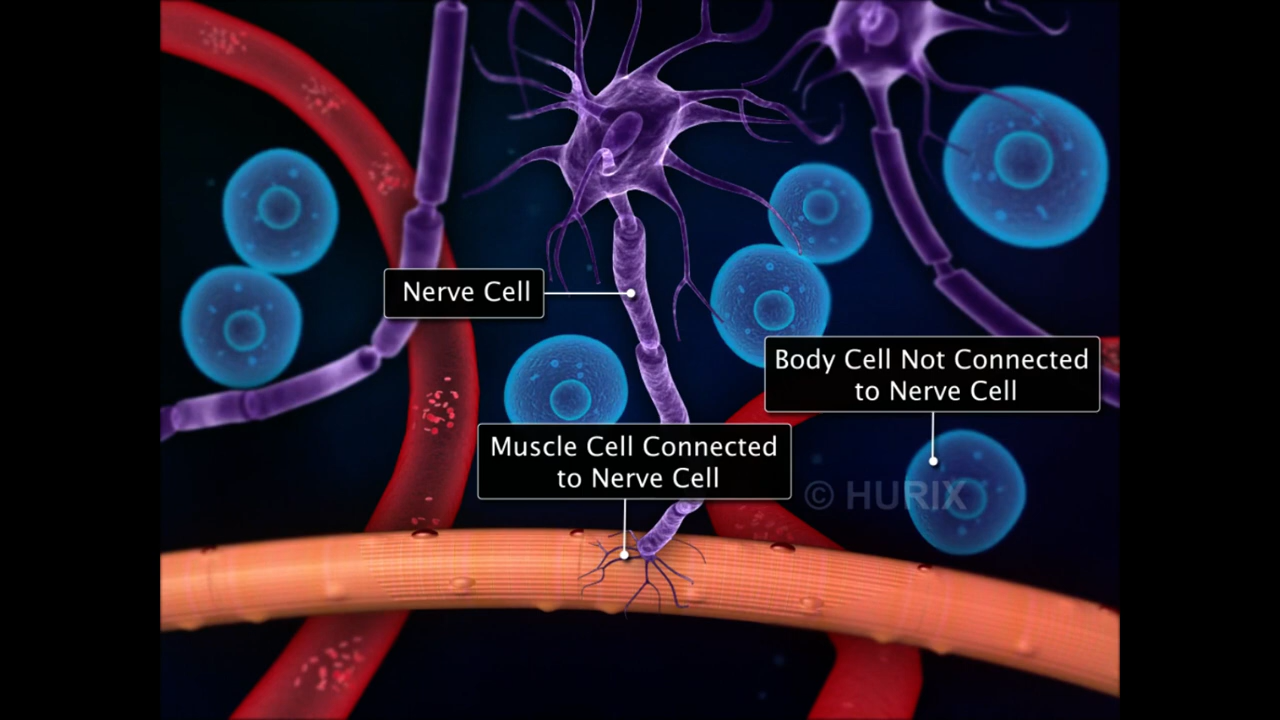 Nerve Cell
Body Cell Not Connected
to Nerve Cell
Muscle Cell Connected
to Nerve Cell
© HURIX